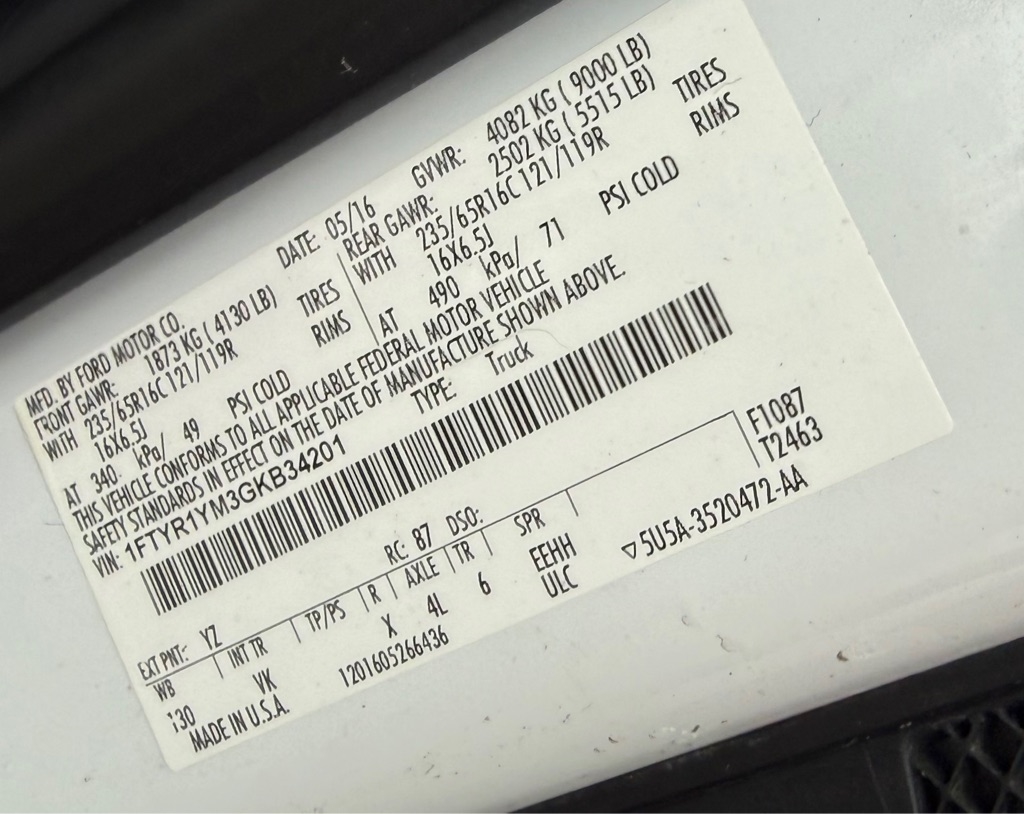 MFD. BY FORD MOTOR CO. DATE: 05/16 GVWR: 4082 KG ( 9000 LB)
FRONT GAWR: 1873 KG ( 4130 LB) REAR GAWR: 2502 KG ( 5515 LB)
WITH 235/65R16C 121/119R TIRES WITH 235/65R16C 121/119R TIRES
16X6.5J RIMS 16X6.5J RIMS
AT 340 kPa/ 49 PSI COLD AT 490 kPa/ 71 PSI COLD
THIS VEHICLE CONFORMS TO ALL APPLICABLE FEDERAL MOTOR VEHICLE
SAFETY STANDARDS IN EFFECT ON THE DATE OF MANUFACTURE SHOWN ABOVE.
VIN: 1FTYR1YM3GKB34201 TYPE: Truck
F1087
T2463
EXT PNT: YZ RC: 87 DSO:
WB INT TR TP/PS R AXLE TR SPR
130 VK X 4L 6 EEHH
ULC
MADE IN U.S.A. 1201605266436 ▽5U5A-3520472-AA